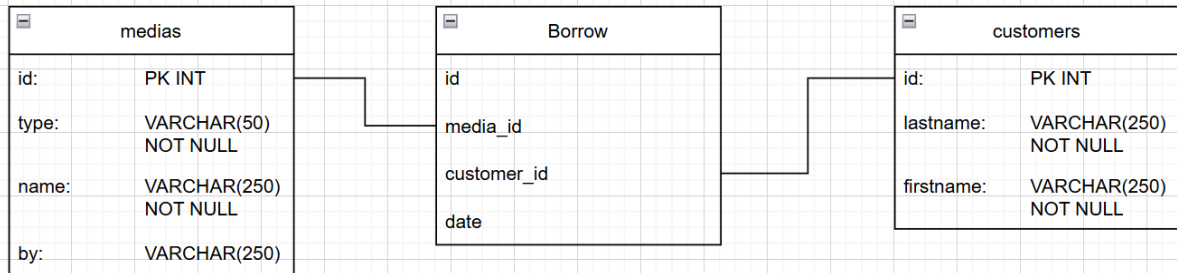 medias
id: PK INT
type: VARCHAR(50)
NOT NULL
name: VARCHAR(250)
NOT NULL
by: VARCHAR(250)
Borrow
id
media_id
customer_id
date
customers
id: PK INT
lastname: VARCHAR(250)
NOT NULL
firstname: VARCHAR(250)
NOT NULL